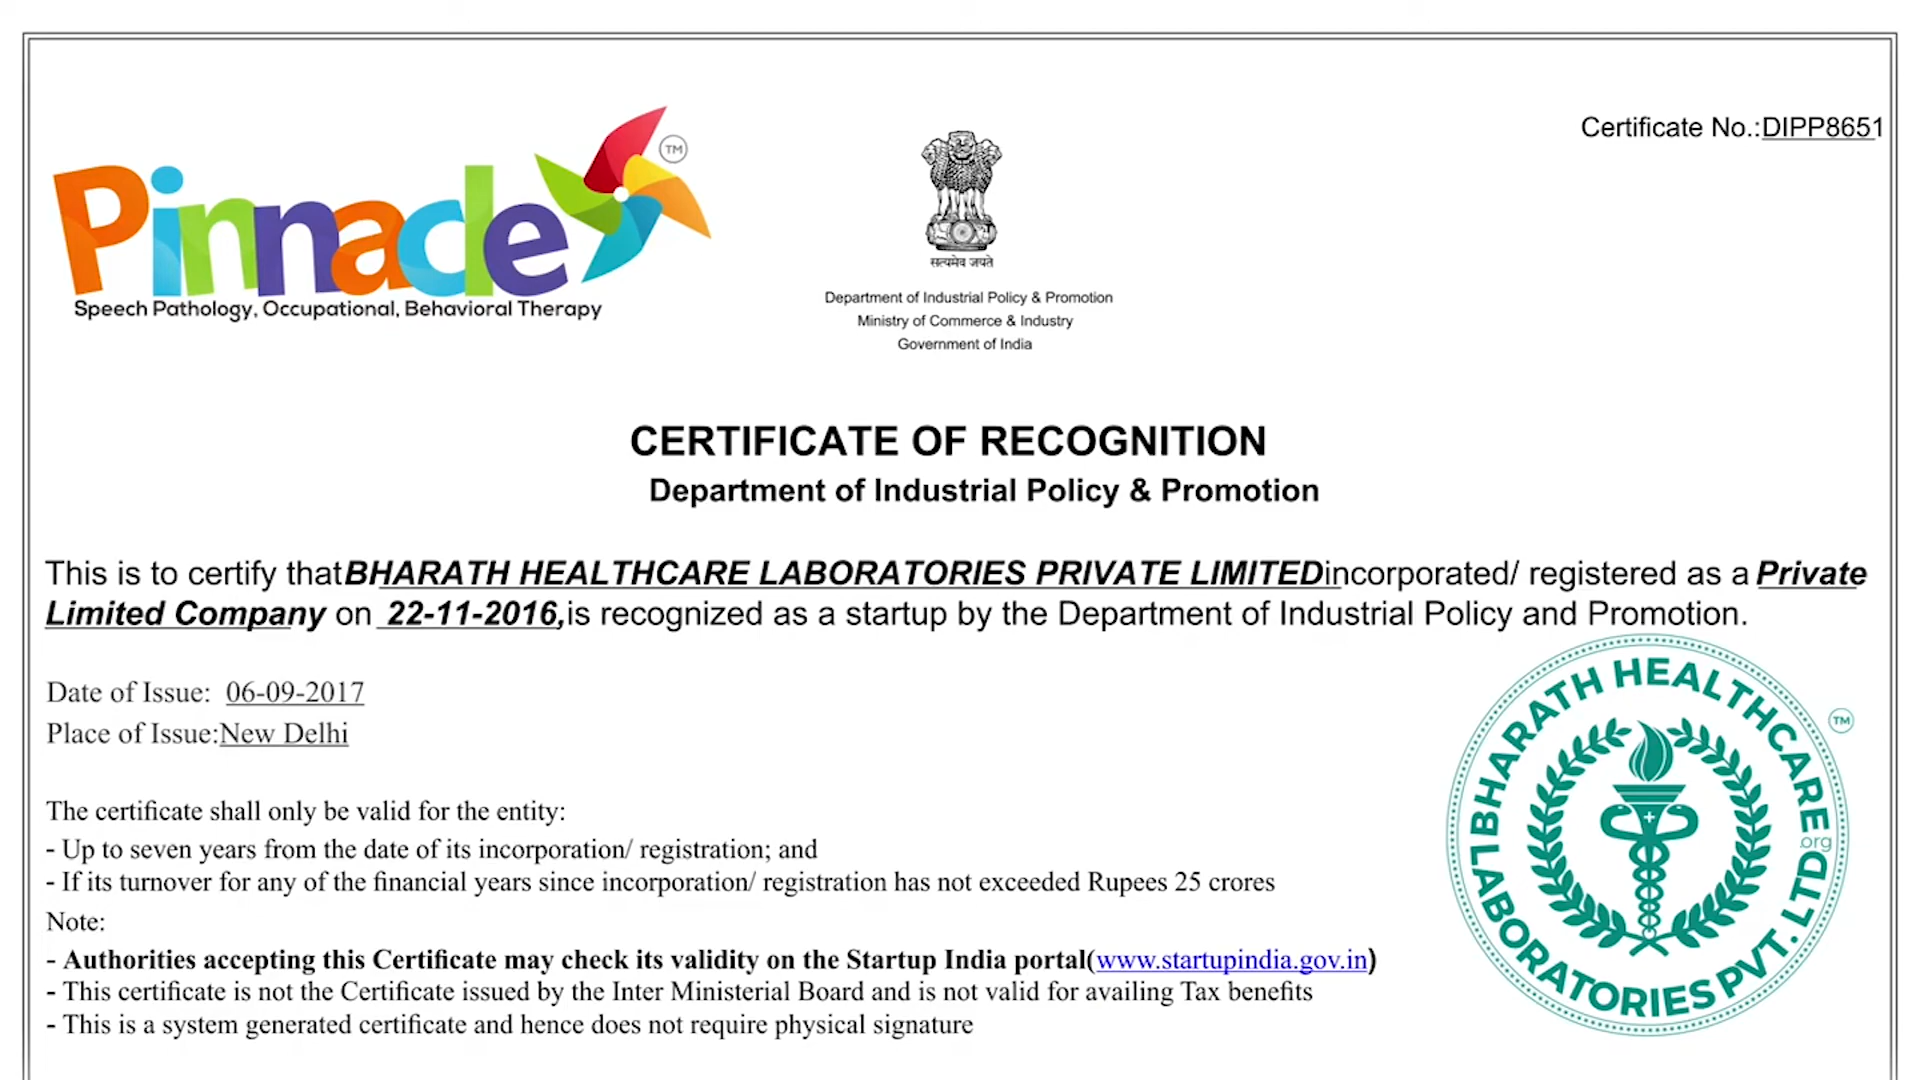 Certificate No.:DIPP8651
Pinnacle
TM
Speech Pathology, Occupational, Behavioral Therapy
सत्यमेव जयते
Department of Industrial Policy & Promotion
Ministry of Commerce & Industry
Government of India
CERTIFICATE OF RECOGNITION
Department of Industrial Policy & Promotion
This is to certify thatBHARATH HEALTHCARE LABORATORIES PRIVATE LIMITEDincorporated/ registered as a Private
Limited Company on 22-11-2016,is recognized as a startup by the Department of Industrial Policy and Promotion.
Date of Issue: 06-09-2017
Place of Issue:New Delhi
The certificate shall only be valid for the entity:
- Up to seven years from the date of its incorporation/ registration; and
- If its turnover for any of the financial years since incorporation/ registration has not exceeded Rupees 25 crores
Note:
- Authorities accepting this Certificate may check its validity on the Startup India portal(www.startupindia.gov.in)
- This certificate is not the Certificate issued by the Inter Ministerial Board and is not valid for availing Tax benefits
- This is a system generated certificate and hence does not require physical signature
BHARATH HEALTHCARE
.org
LABORATORIES PVT. LTD
TM